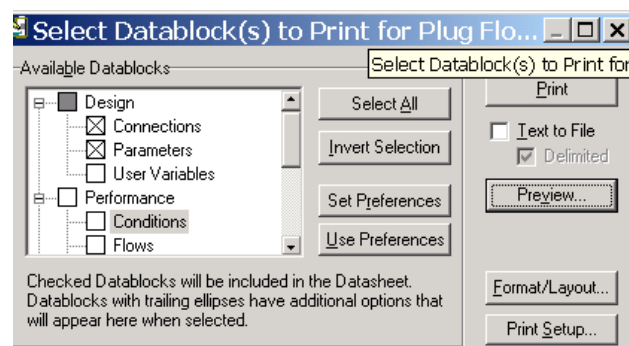 Select Datablock(s) to Print for Plug Flo...
Select Datablock(s) to Print for
Available Datablocks
Design
Connections
Parameters
User Variables
Performance
Conditions
Flows
Select All
Invert Selection
Set Preferences
Use Preferences
Print
Text to File
Delimited
Preview...
Format/Layout...
Print Setup...
Checked Datablocks will be included in the Datasheet.
Datablocks with trailing ellipses have additional options that
will appear here when selected.